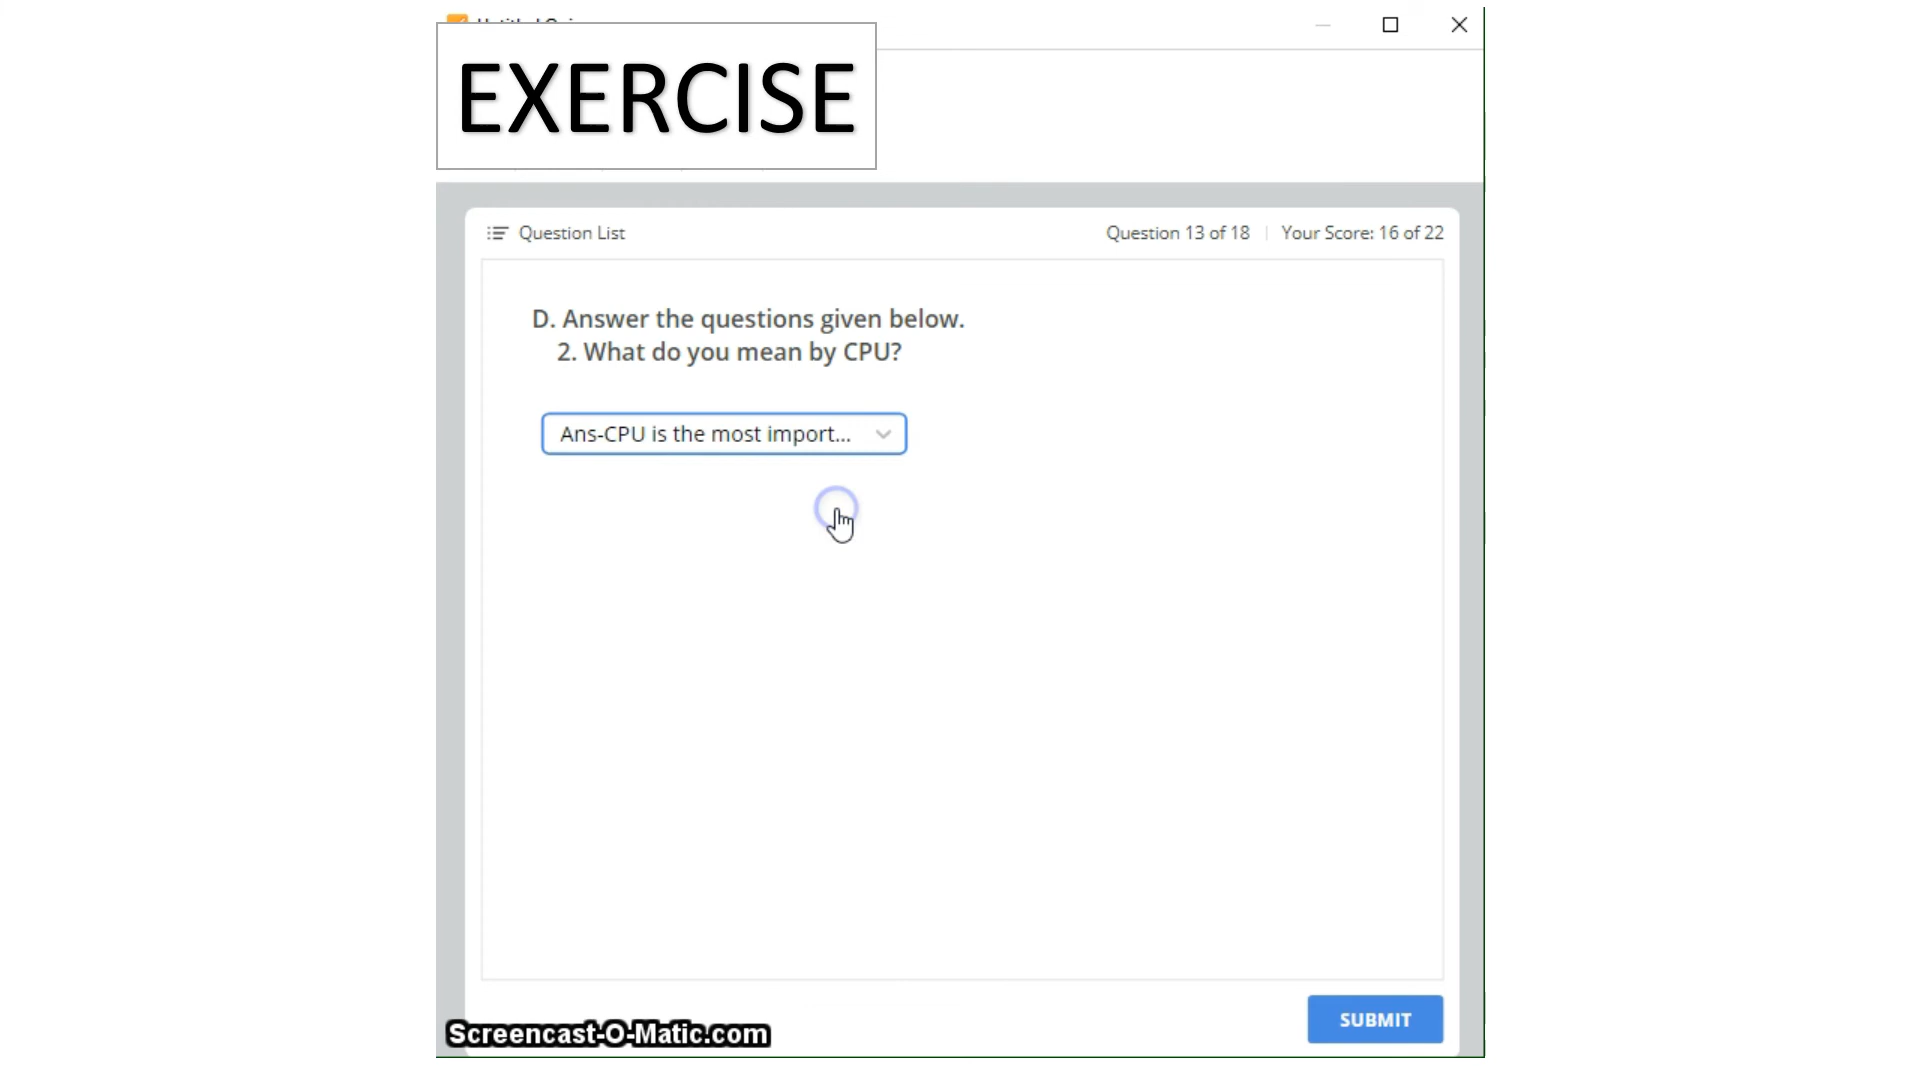 EXERCISE
Question List
Question 13 of 18
Your Score: 16 of 22
D. Answer the questions given below.
2. What do you mean by CPU?
Ans-CPU is the most import...
SUBMIT
Screencast-O-Matic.com